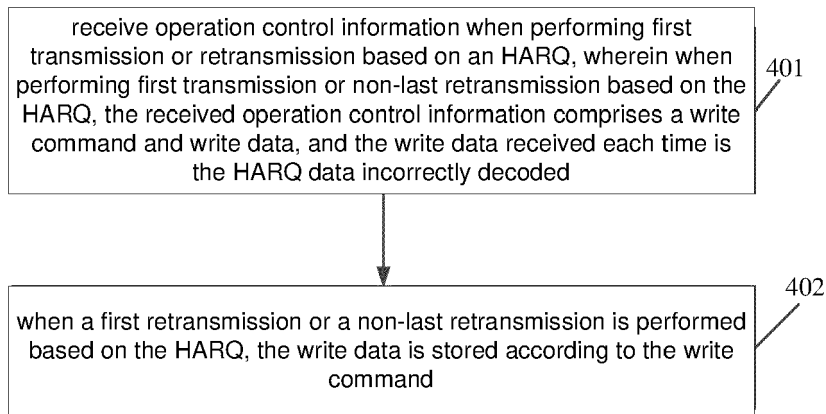 receive operation control information when performing first
transmission or retransmission based on an HARQ, wherein when
performing first transmission or non-last retransmission based on the
HARQ, the received operation control information comprises a write
command and write data, and the write data received each time is
the HARQ data incorrectly decoded
401
when a first retransmission or a non-last retransmission is performed
based on the HARQ, the write data is stored according to the write
command
402